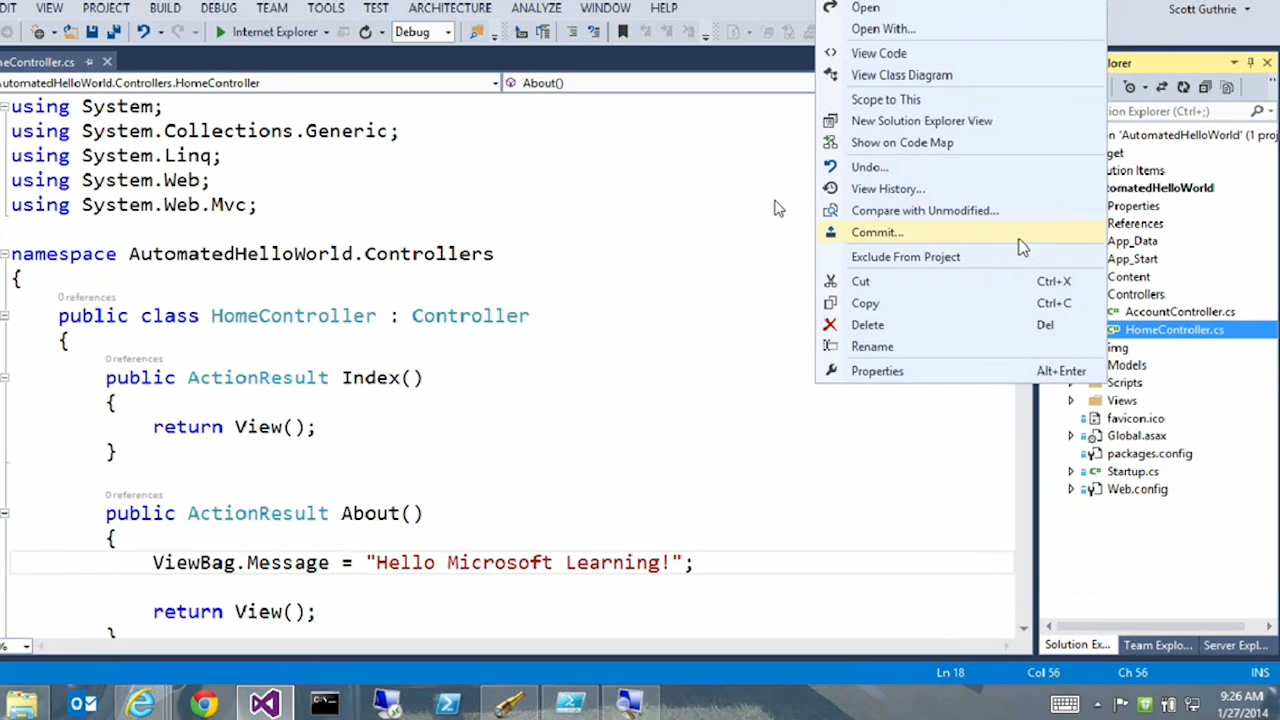 DIT VIEW PROJECT BUILD DEBUG TEAM TOOLS TEST ARCHITECTURE ANALYZE WINDOW HELP
Scott Guthrie
Internet Explorer
Debug
eController.cs
utomatedHelloWorld.Controllers.HomeController
About()
using System;
using System.Collections.Generic;
using System.Linq;
using System.Web;
using System.Web.Mvc;
namespace AutomatedHelloWorld.Controllers
{
0 references
public class HomeController : Controller
{
0 references
public ActionResult Index()
{
return View();
}
0 references
public ActionResult About()
{
ViewBag.Message = "Hello Microsoft Learning!";
return View();
}
%
Open
Open With...
View Code
View Class Diagram
Scope to This
New Solution Explorer View
Show on Code Map
Undo...
View History...
Compare with Unmodified...
Commit...
Exclude From Project
Cut Ctrl+X
Copy Ctrl+C
Delete Del
Rename
Properties Alt+Enter
lorer
ion Explorer (Ctrl+;)
on 'AutomatedHelloWorld' (1 proj
get
ution Items
tomatedHelloWorld
Properties
References
App_Data
App_Start
Content
Controllers
AccountController.cs
HomeController.cs
img
Models
Scripts
Views
favicon.ico
Global.asax
packages.config
Startup.cs
Web.config
Solution Ex... Team Explo... Server Expl...
Ln 18 Col 56 Ch 56 INS
9:26 AM
1/27/2014